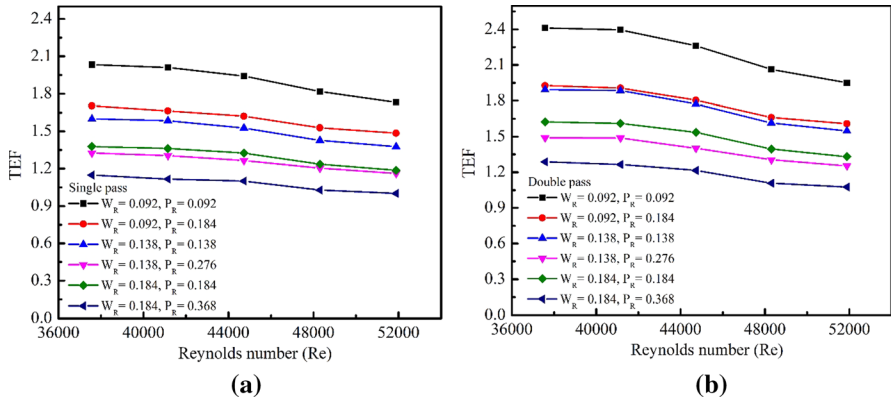 2.4
2.1
1.8
1.5
1.2
0.9
0.6
0.3
0.0
TEF
Single pass
W_R = 0.092, P_R = 0.092
W_R = 0.092, P_R = 0.184
W_R = 0.138, P_R = 0.138
W_R = 0.138, P_R = 0.276
W_R = 0.184, P_R = 0.184
W_R = 0.184, P_R = 0.368
36000 40000 44000 48000 52000
Reynolds number (Re)
(a)
2.4
2.1
1.8
1.5
1.2
0.9
0.6
0.3
0.0
TEF
Double pass
W_R = 0.092, P_R = 0.092
W_R = 0.092, P_R = 0.184
W_R = 0.138, P_R = 0.138
W_R = 0.138, P_R = 0.276
W_R = 0.184, P_R = 0.184
W_R = 0.184, P_R = 0.368
36000 40000 44000 48000 52000
Reynolds number (Re)
(b)